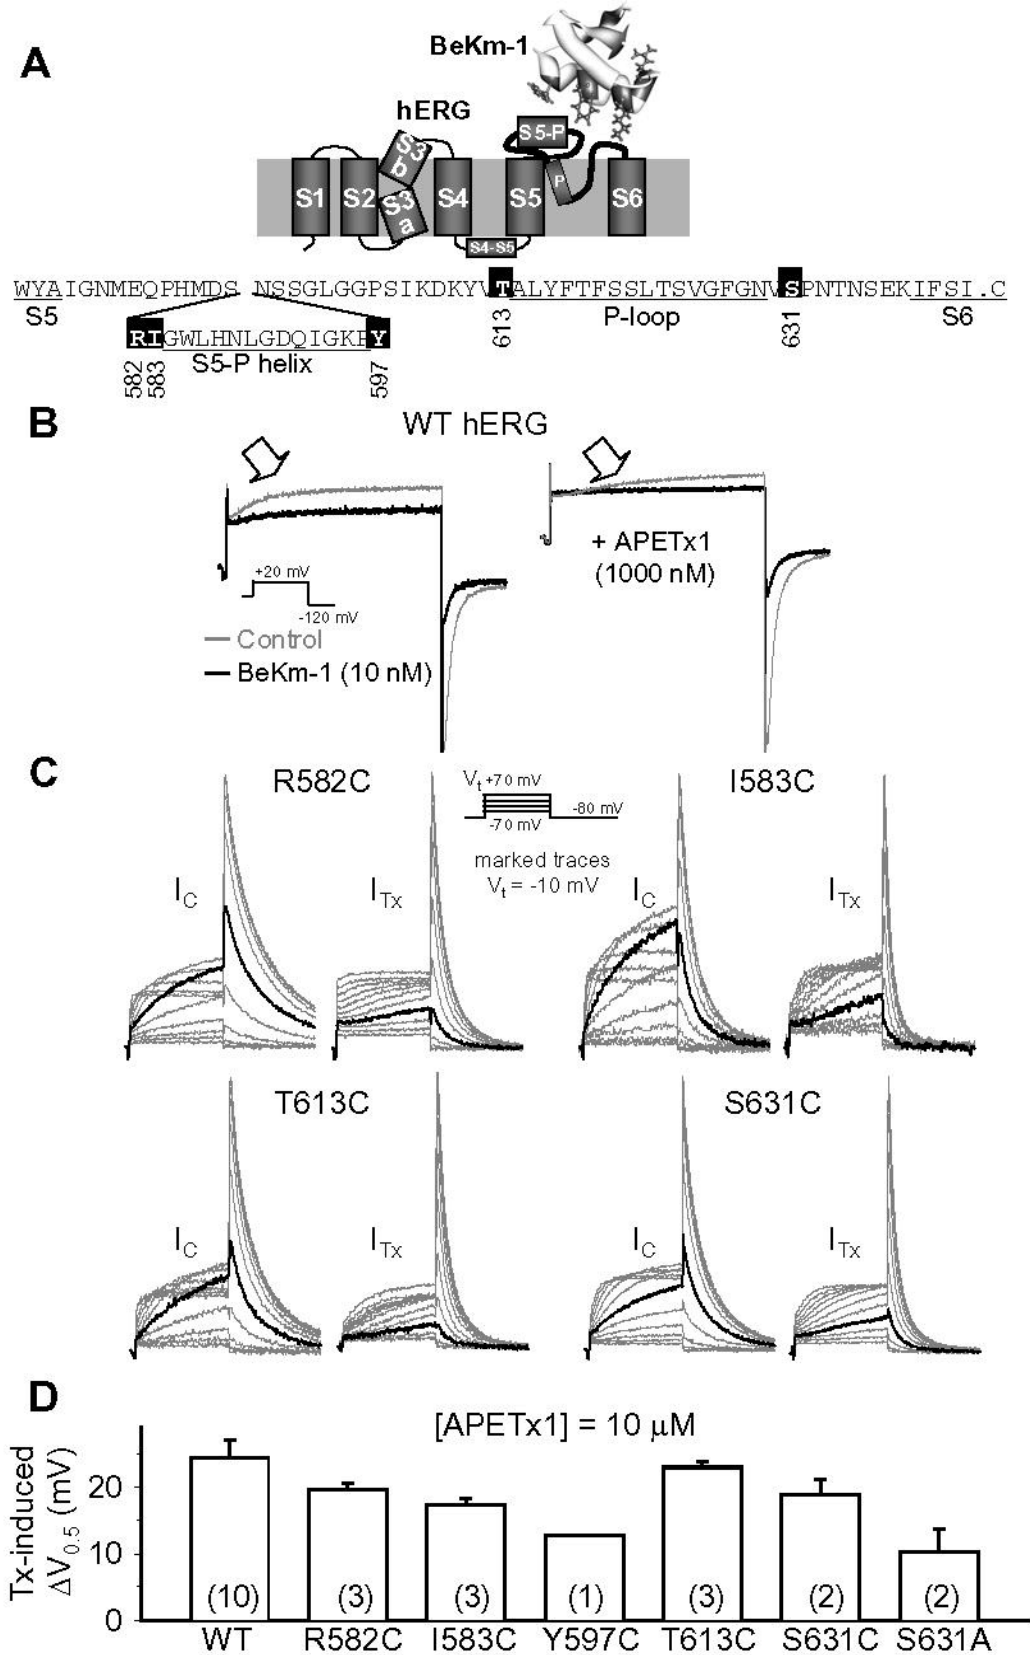 A
BeKm-1
hERG
S1 S2 S3b S3a S4 S4-S5 S5 S5-P P S6
WYAIGNMEQPHMDS NSSGLGGPSIKDKYVTALYFTFSSLTSVGFGNVSPNTNSEKIFSI.C
S5 613 P-loop 631 S6
RIGWLHNLGDQIGKPY
582 583 S5-P helix 597
B
WT hERG
+ APETx1
(1000 nM)
+20 mV
-120 mV
Control
BeKm-1 (10 nM)
C
R582C
Vt +70 mV
-80 mV
-70 mV
I583C
marked traces
Vt = -10 mV
IC ITx IC ITx
T613C S631C
IC ITx IC ITx
D
[APETx1] = 10 μM
Tx-induced
ΔV0.5 (mV)
20
10
0
(10) (3) (3) (1) (3) (2) (2)
WT R582C I583C Y597C T613C S631C S631A